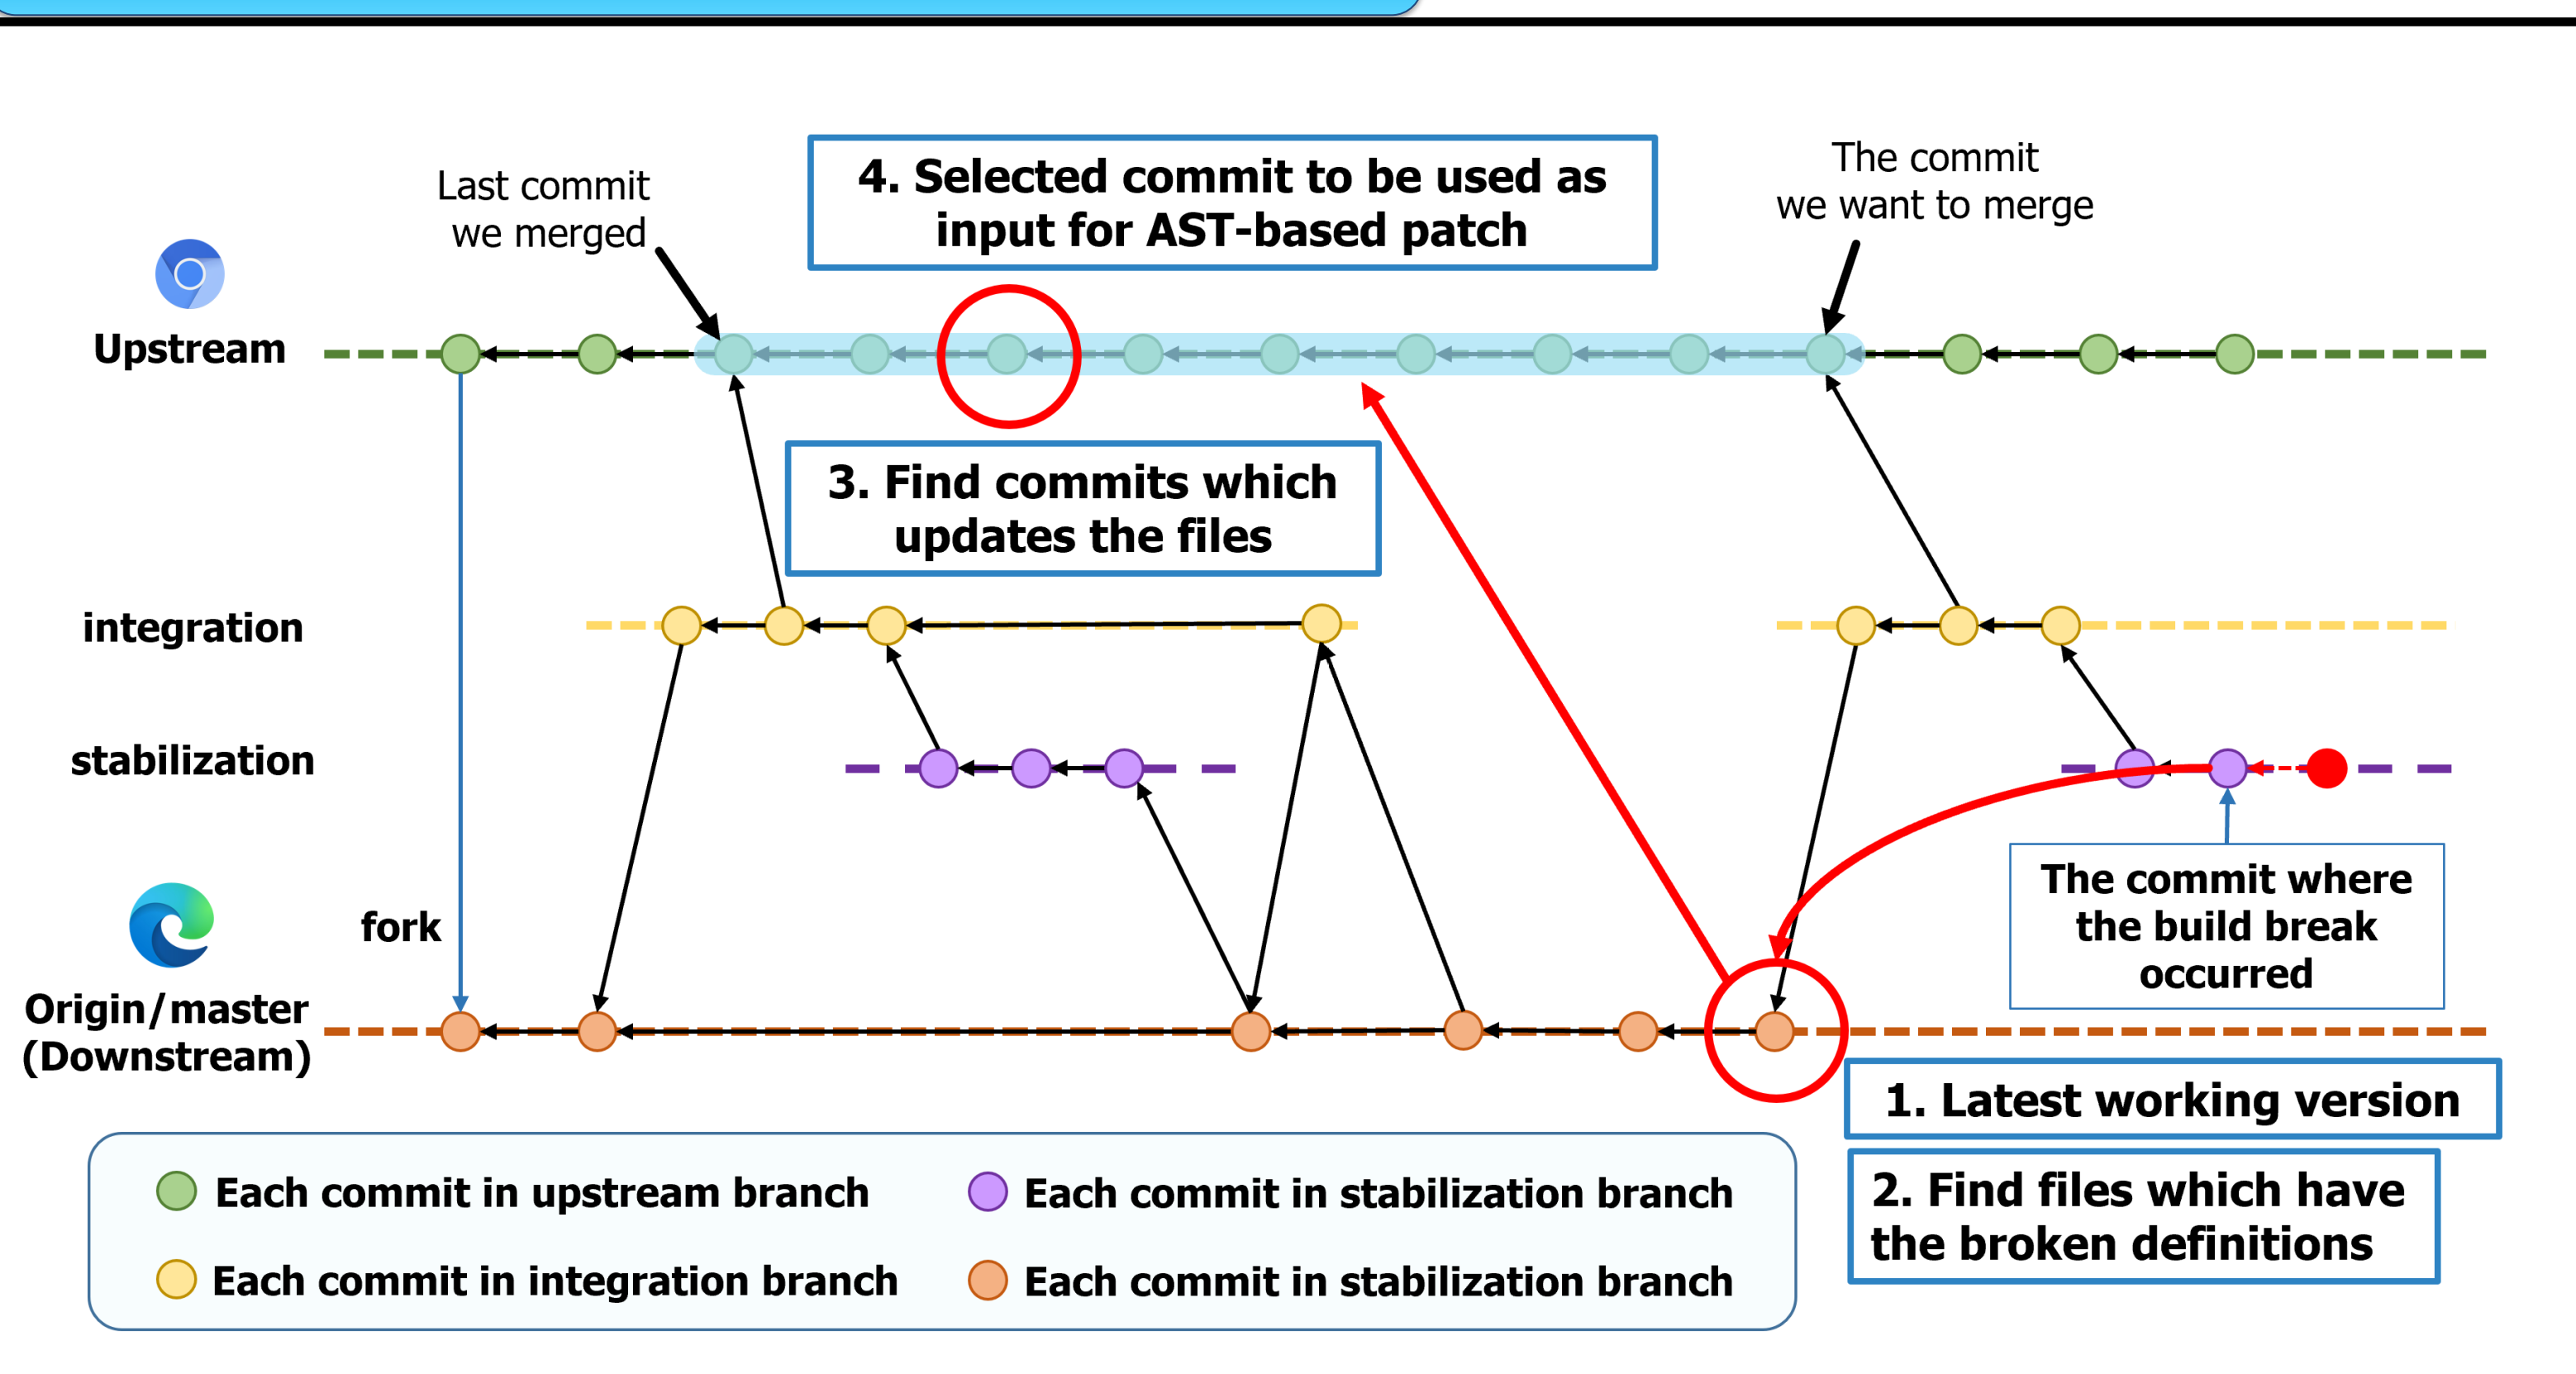 Last commit
we merged
4. Selected commit to be used as
input for AST-based patch
The commit
we want to merge
Upstream
3. Find commits which
updates the files
integration
stabilization
The commit where
the build break
occurred
fork
Origin/master
(Downstream)
1. Latest working version
2. Find files which have
the broken definitions
Each commit in upstream branch
Each commit in stabilization branch
Each commit in integration branch
Each commit in stabilization branch